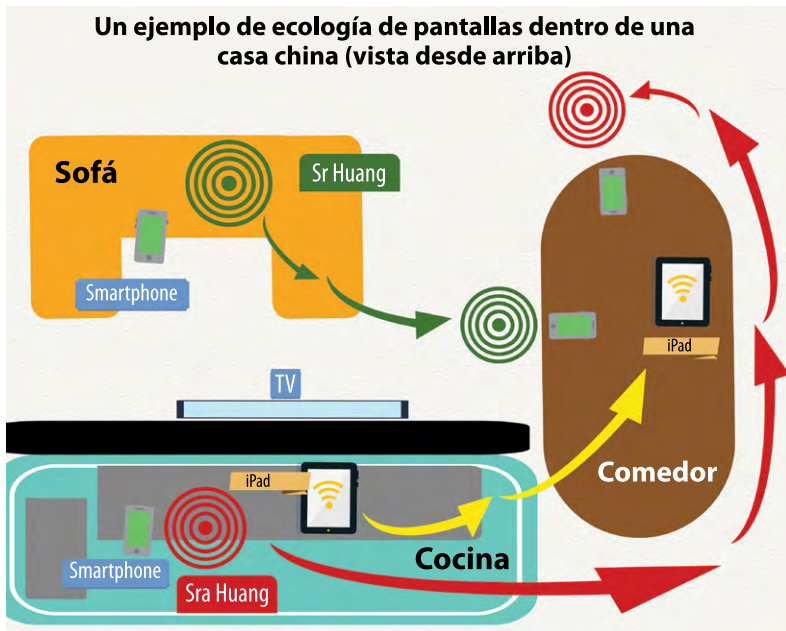 Un ejemplo de ecología de pantallas dentro de una
casa china (vista desde arriba)
Sofá
Sr Huang
Smartphone
iPad
TV
iPad
Comedor
Cocina
Smartphone
Sra Huang